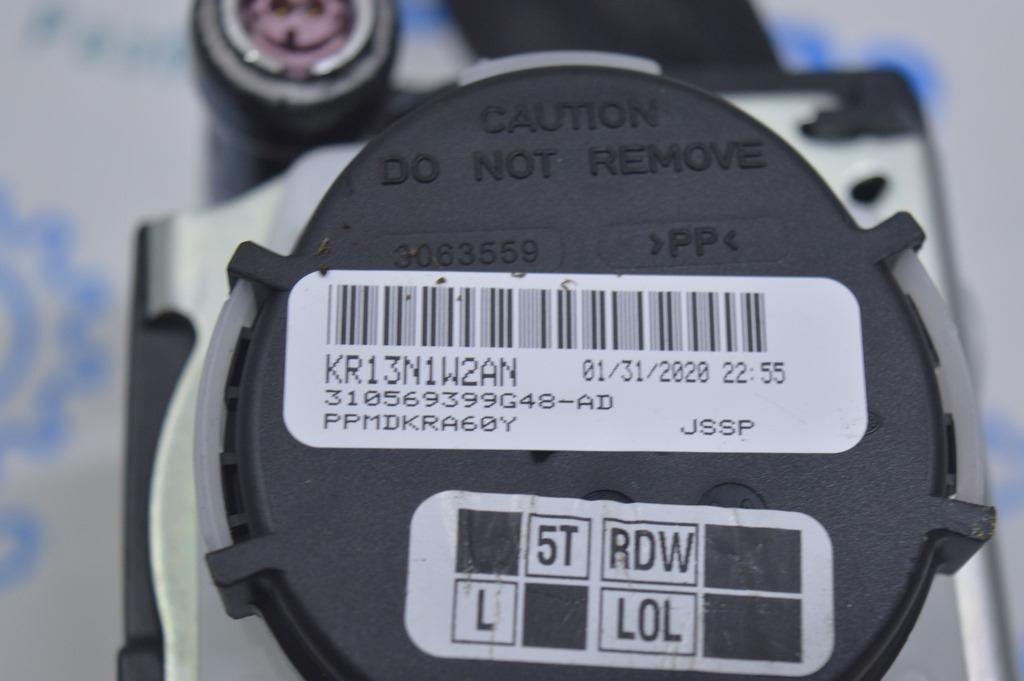 CAUTION
DO NOT REMOVE
3063559 >PP<
KR13N1W2AN 01/31/2020 22:55
310569399G48-AD
PPMDKRA60Y JSSP
5T RDW
L LOL